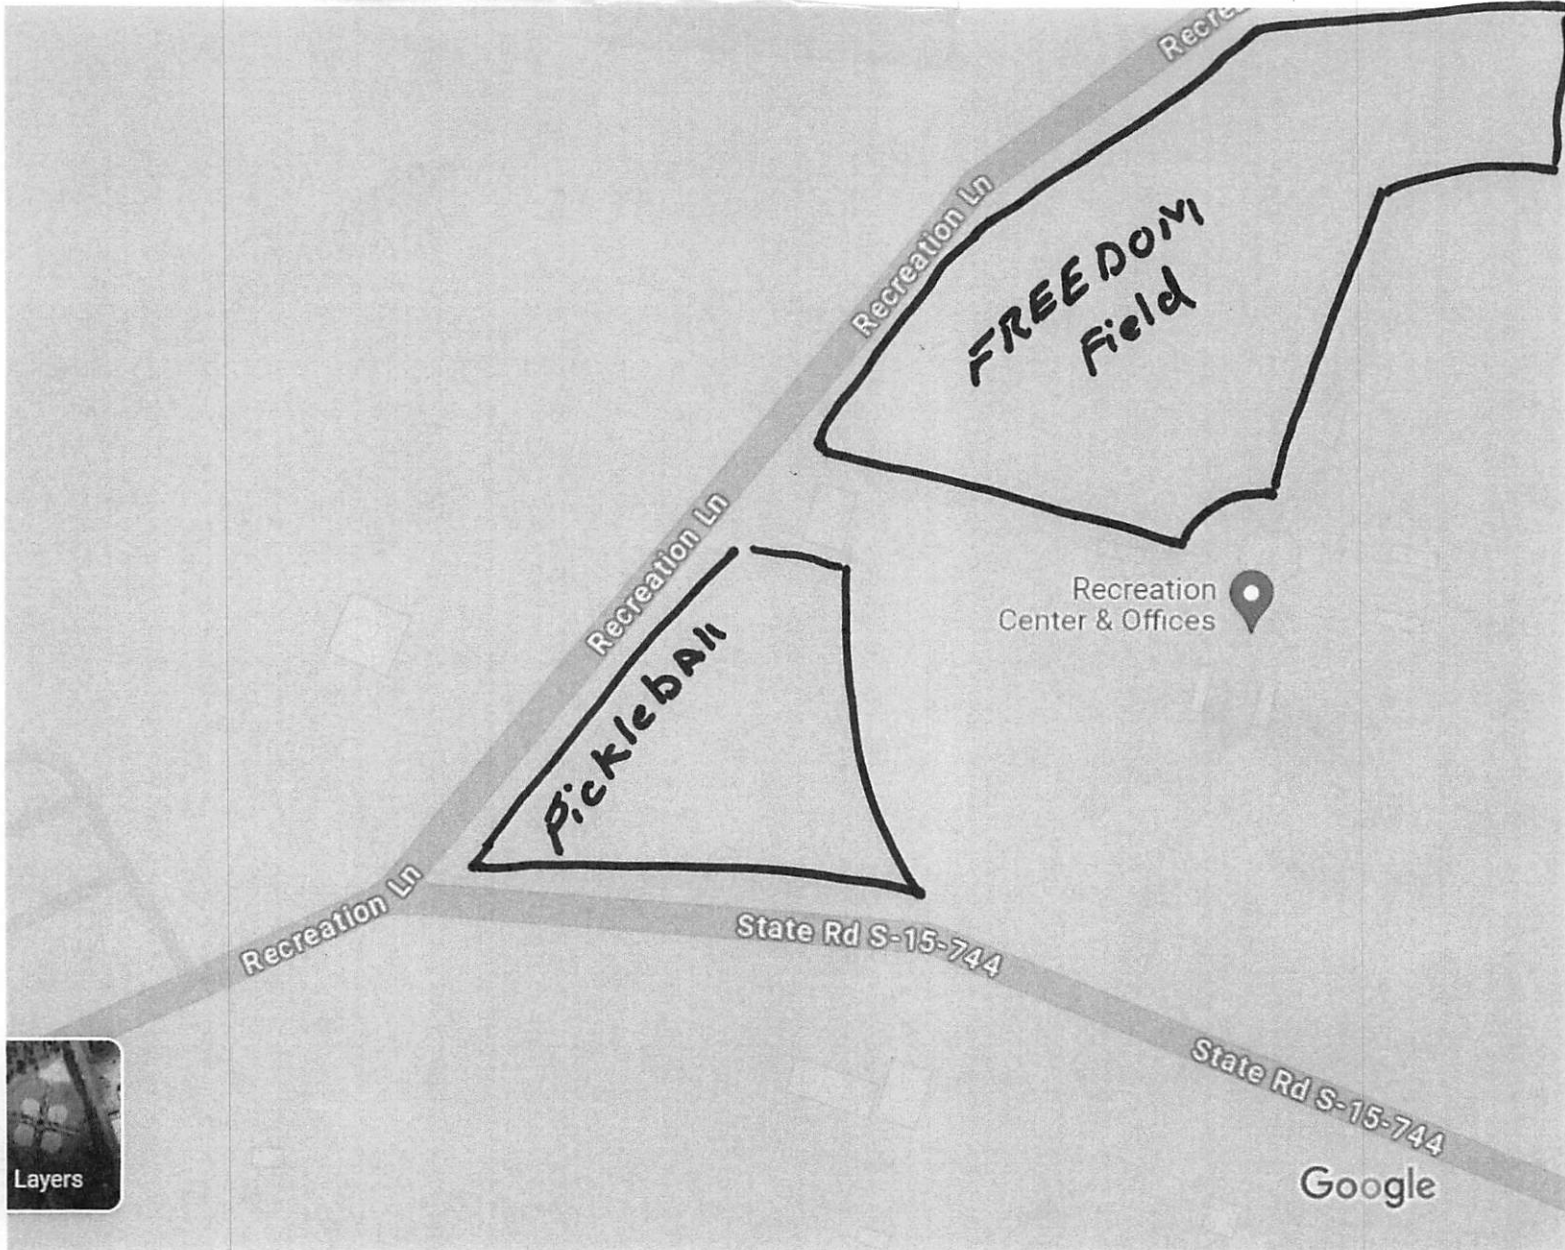 Recre
Recreation Ln
FREEDOM
Field
Recreation Ln
Recreation
Center & Offices
PicklebAll
Recreation Ln
State Rd S-15-744
State Rd S-15-744
Layers
Google